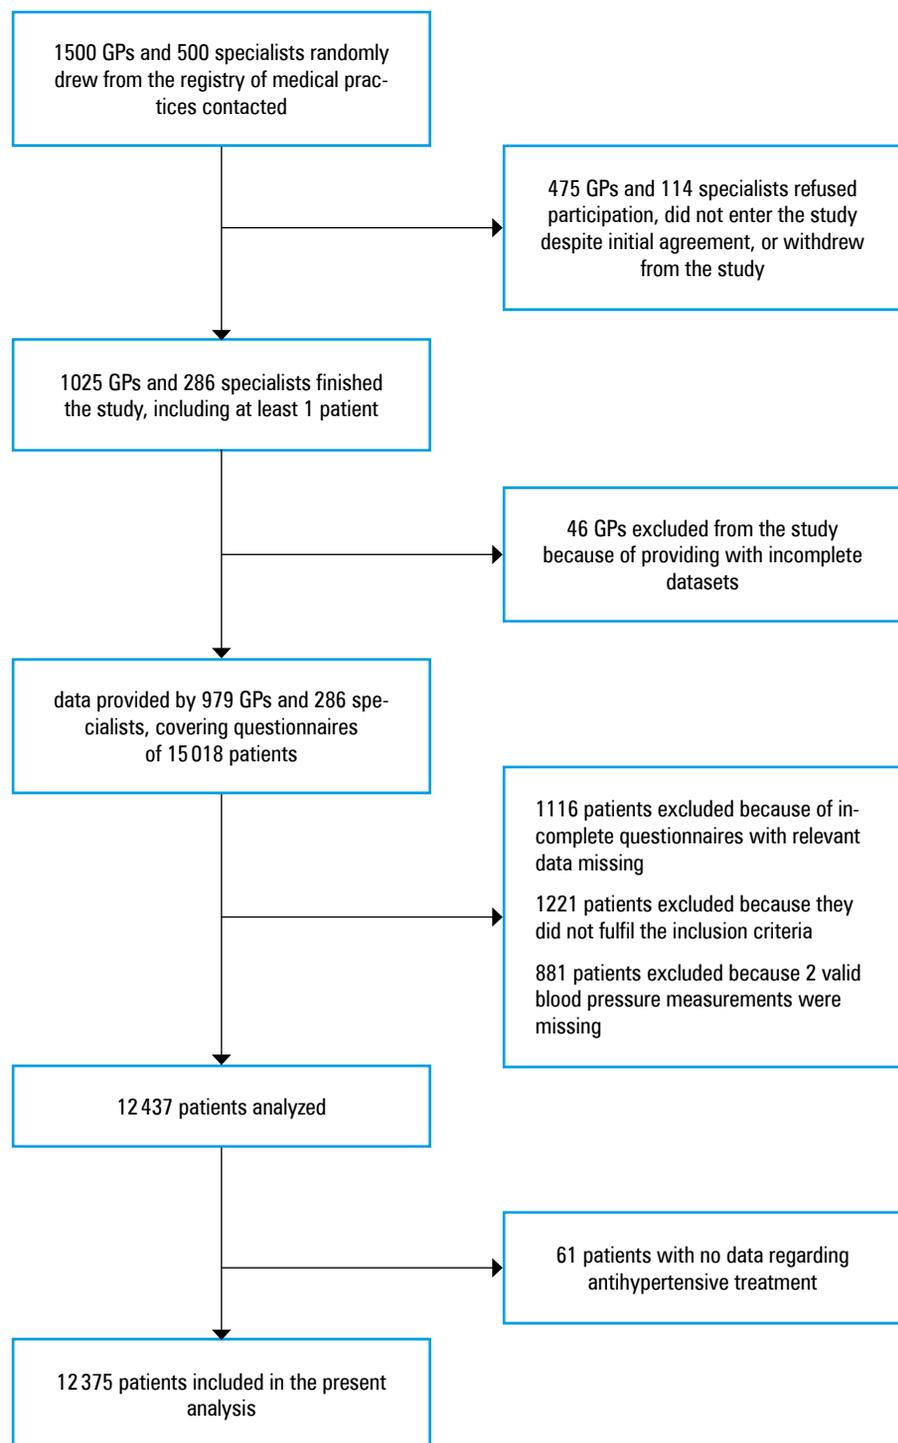 1500 GPs and 500 specialists randomly
drew from the registry of medical prac-
tices contacted
475 GPs and 114 specialists refused
participation, did not enter the study
despite initial agreement, or withdrew
from the study
1025 GPs and 286 specialists finished
the study, including at least 1 patient
46 GPs excluded from the study
because of providing with incomplete
datasets
data provided by 979 GPs and 286 spe-
cialists, covering questionnaires
of 15 018 patients
1116 patients excluded because of in-
complete questionnaires with relevant
data missing
1221 patients excluded because they
did not fulfil the inclusion criteria
881 patients excluded because 2 valid
blood pressure measurements were
missing
12 437 patients analyzed
61 patients with no data regarding
antihypertensive treatment
12 375 patients included in the present
analysis